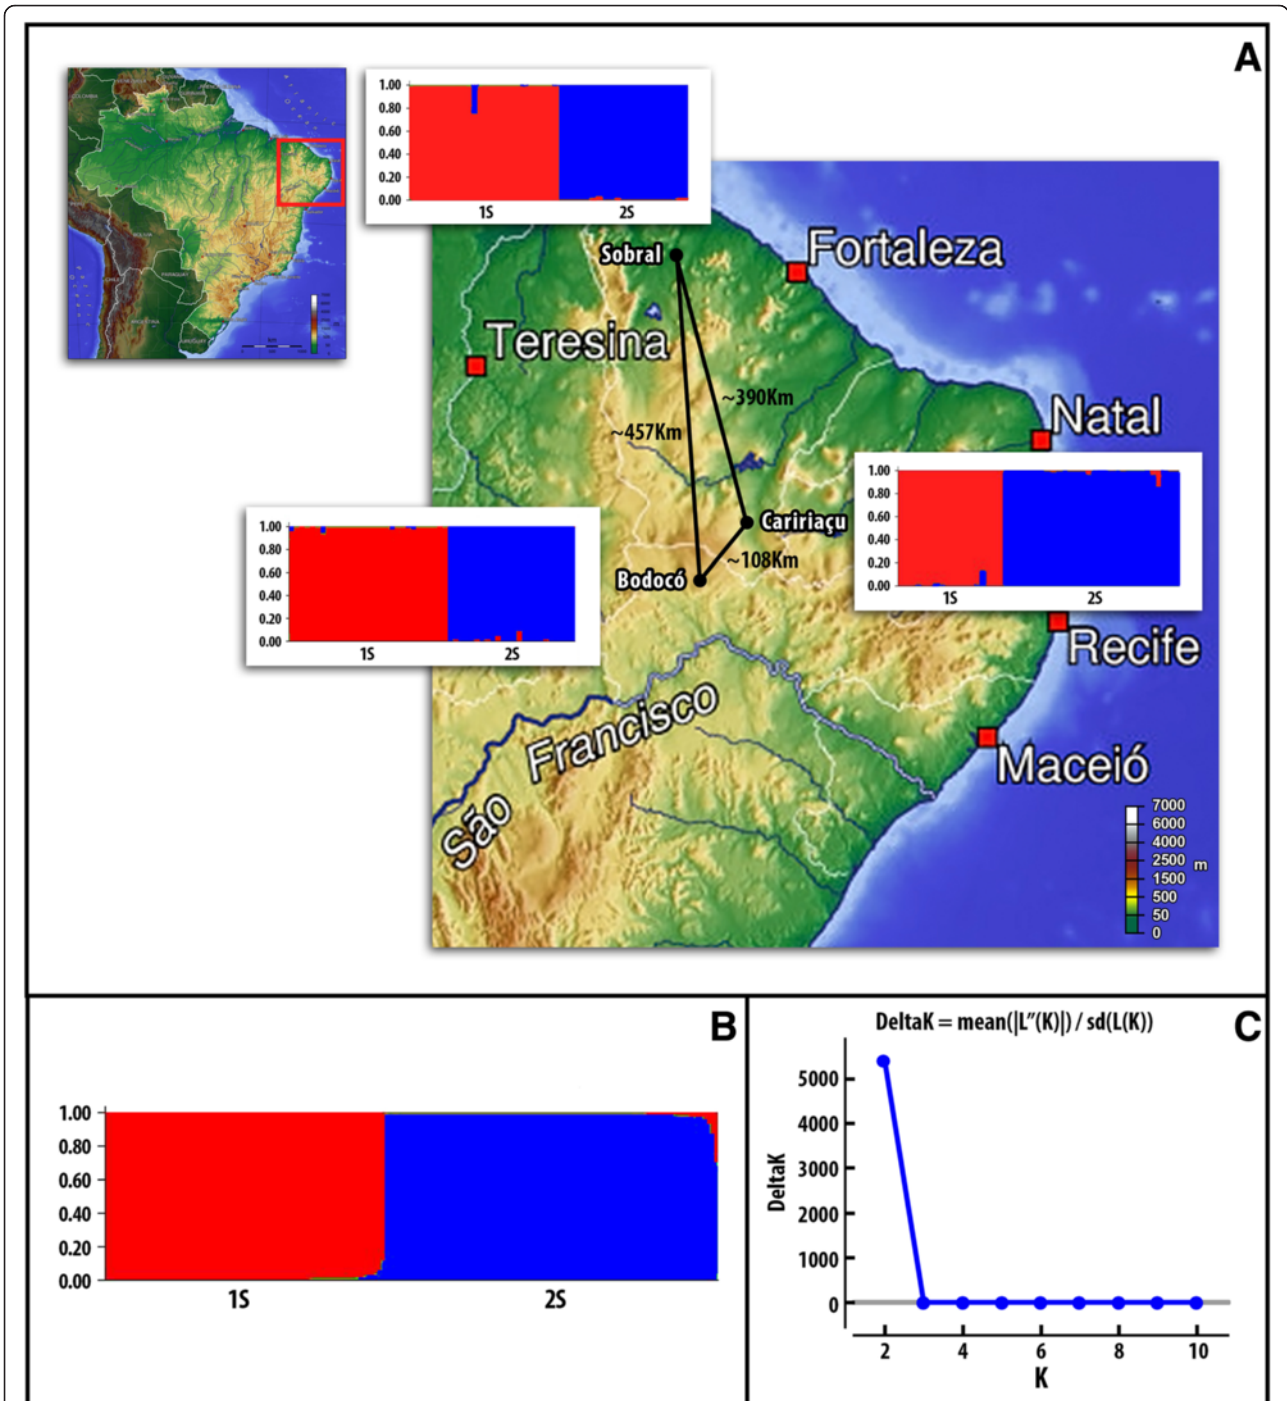 A
1.00
0.80
0.60
0.40
0.20
0.00
1S
2S
Sobral
Fortaleza
Teresina
~390Km
~457Km
Natal
1.00
0.80
0.60
0.40
0.20
0.00
1S
2S
Caririaçu
~108Km
Bodocó
1.00
0.80
0.60
0.40
0.20
0.00
1S
2S
Recife
São Francisco
Maceió
7000
6000
4000
2500
1500
500
50
0
m
B
1.00
0.80
0.60
0.40
0.20
0.00
1S
2S
C
DeltaK = mean(|L″(K)|) / sd(L(K))
DeltaK
5000
4000
3000
2000
1000
0
2
4
6
8
10
K